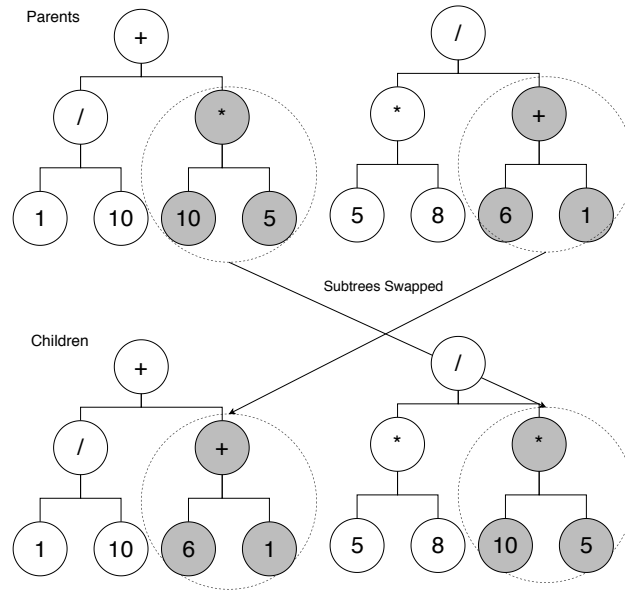 Parents
+ /
/ * * +
1 10 10 5 5 8 6 1
Subtrees Swapped
Children
+ /
/ + * *
1 10 6 1 5 8 10 5